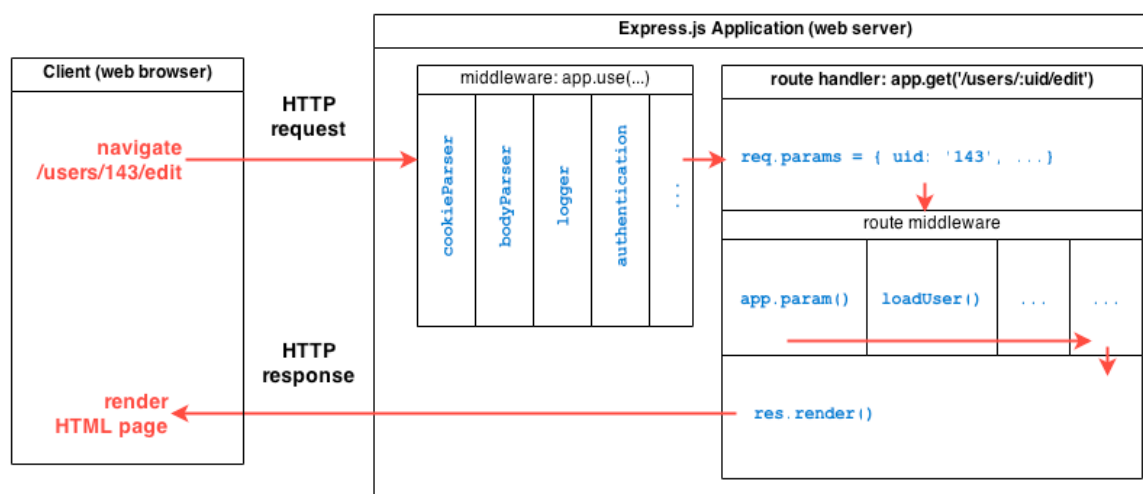 Express.js Application (web server)
Client (web browser)
navigate
/users/143/edit
HTTP
request
middleware: app.use(...)
cookieParser
bodyParser
logger
authentication
...
route handler: app.get('/users/:uid/edit')
req.params = { uid: '143', ...}
route middleware
app.param()
loadUser()
...
...
res.render()
HTTP
response
render
HTML page